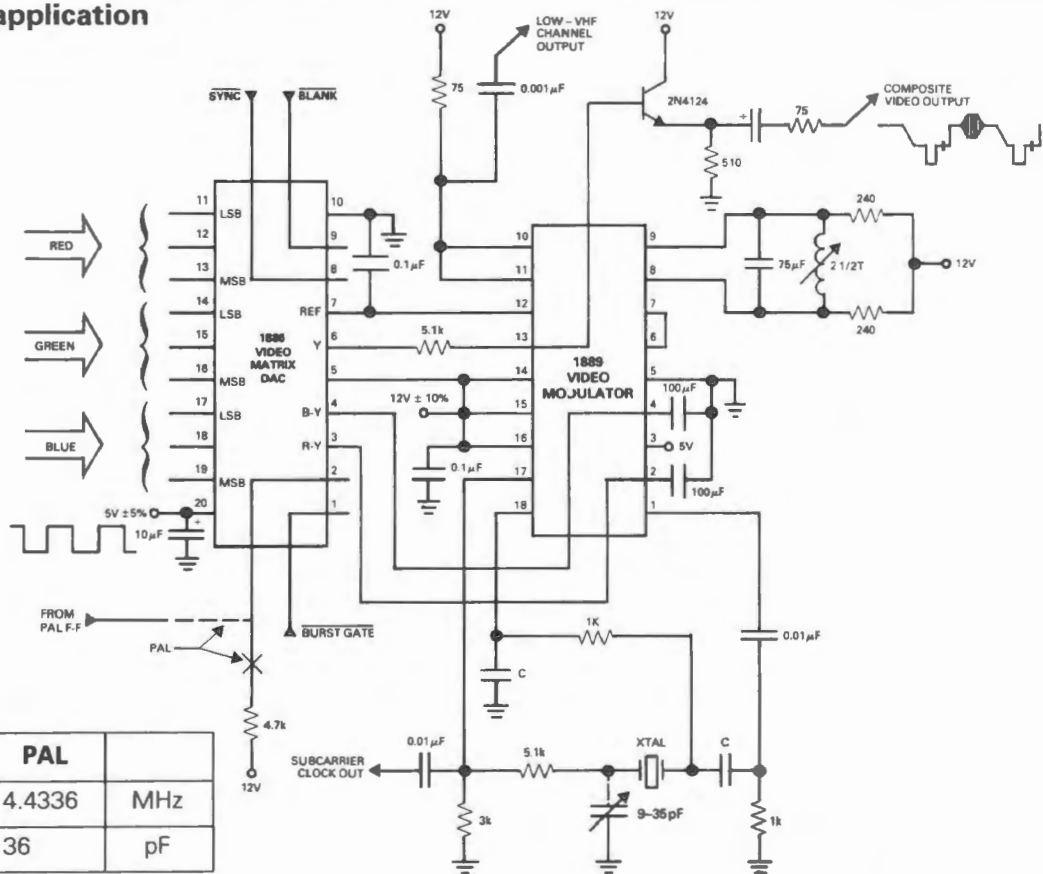 application
12V
LOW – VHF
CHANNEL
OUTPUT
75
0.001µF
12V
2N4124
COMPOSITE
VIDEO OUTPUT
+
75
510
SYNC
BLANK
RED
GREEN
BLUE
11
LSB
12
13
MSB
14
LSB
15
16
MSB
17
LSB
18
19
MSB
20
1886
VIDEO
MATRIX
DAC
10
9
8
REF
7
Y
6
5
B-Y
4
R-Y
3
2
1
0.1µF
5.1k
12V ± 10%
0.1µF
10
11
12
13
14
15
16
17
18
1889
VIDEO
MODULATOR
9
8
7
6
5
4
3
2
1
240
75µF
2 1/2T
12V
240
100µF
5V
100µF
5V ±5%
10µF
+
FROM
PAL F-F
PAL
BURST GATE
4.7k
12V
1K
C
0.01µF
SUBCARRIER
CLOCK OUT
0.01µF
5.1k
XTAL
C
3k
9–35pF
1k
PAL
4.4336 MHz
36 pF